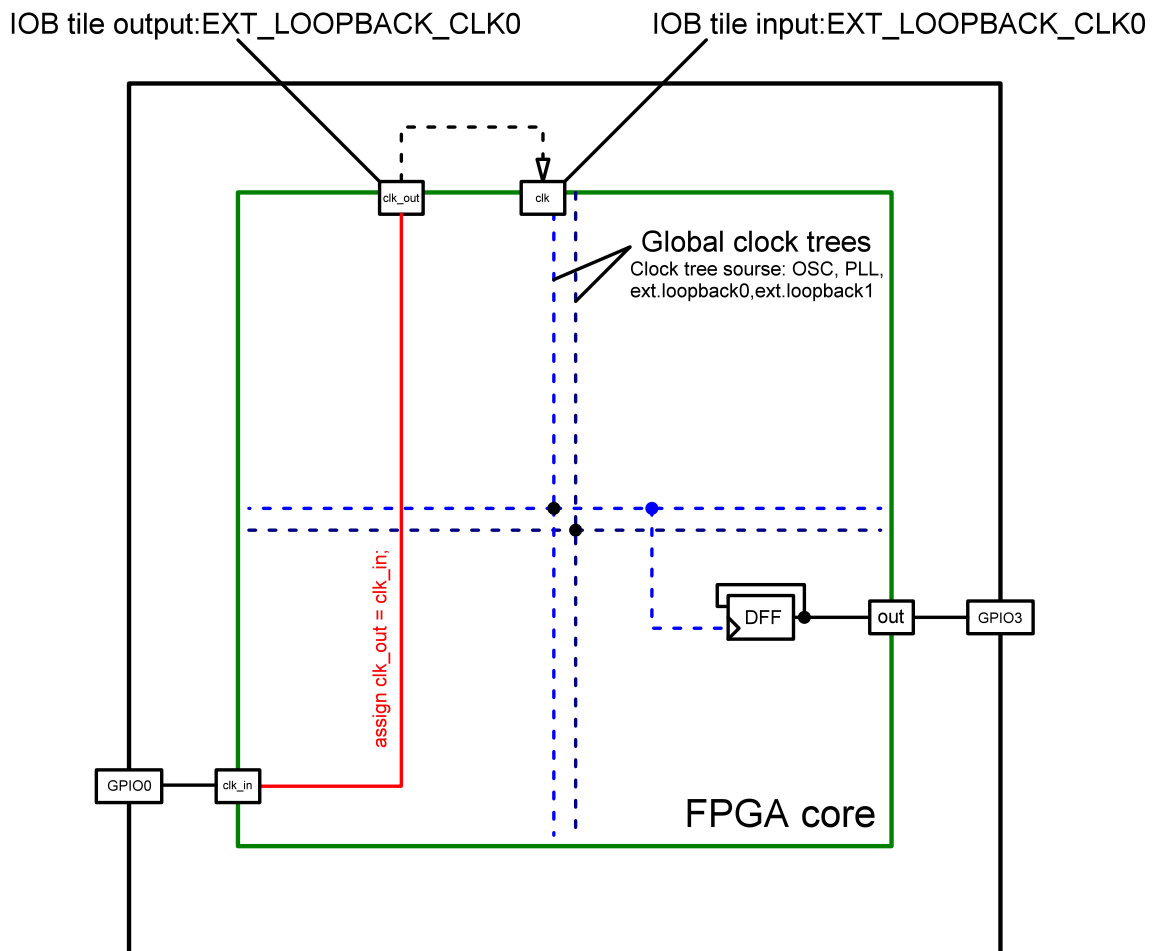 IOB tile output:EXT_LOOPBACK_CLK0
IOB tile input:EXT_LOOPBACK_CLK0
clk_out
clk
Global clock trees
Clock tree sourse: OSC, PLL,
ext.loopback0,ext.loopback1
assign clk_out = clk_in;
DFF
out
GPIO3
GPIO0
clk_in
FPGA core